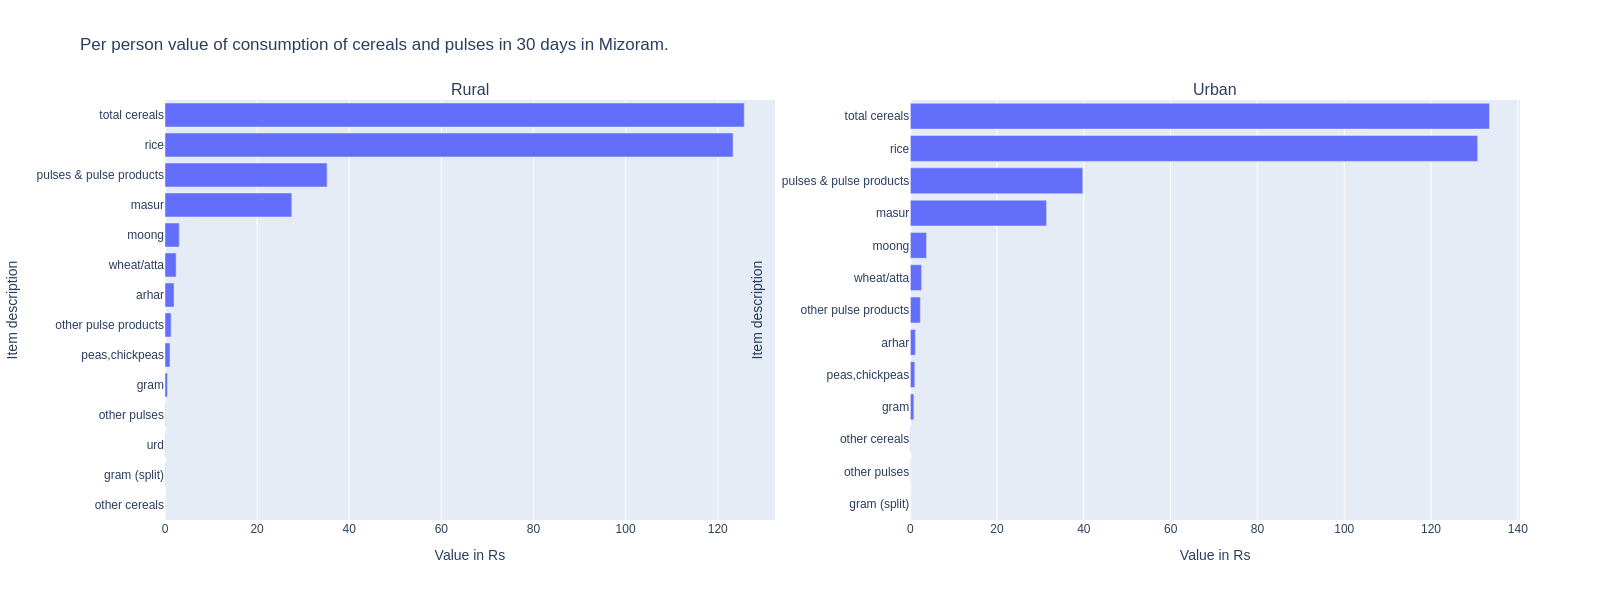 Per person value of consumption of cereals and pulses in 30 days in Mizoram.
Rural
Item description
total cereals
rice
pulses & pulse products
masur
moong
wheat/atta
arhar
other pulse products
peas,chickpeas
gram
other pulses
urd
gram (split)
other cereals
0 20 40 60 80 100 120
Value in Rs
Urban
Item description
total cereals
rice
pulses & pulse products
masur
moong
wheat/atta
other pulse products
arhar
peas,chickpeas
gram
other cereals
other pulses
gram (split)
0 20 40 60 80 100 120 140
Value in Rs